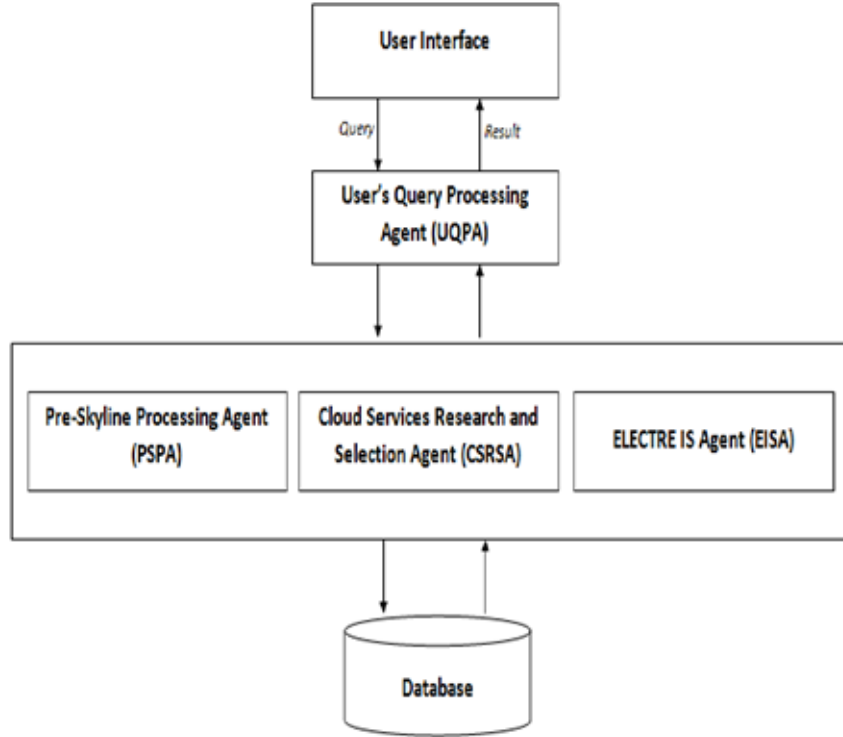 User Interface
Query
Result
User's Query Processing
Agent (UQPA)
Pre-Skyline Processing Agent
(PSPA)
Cloud Services Research and
Selection Agent (CSRSA)
ELECTRE IS Agent (EISA)
Database